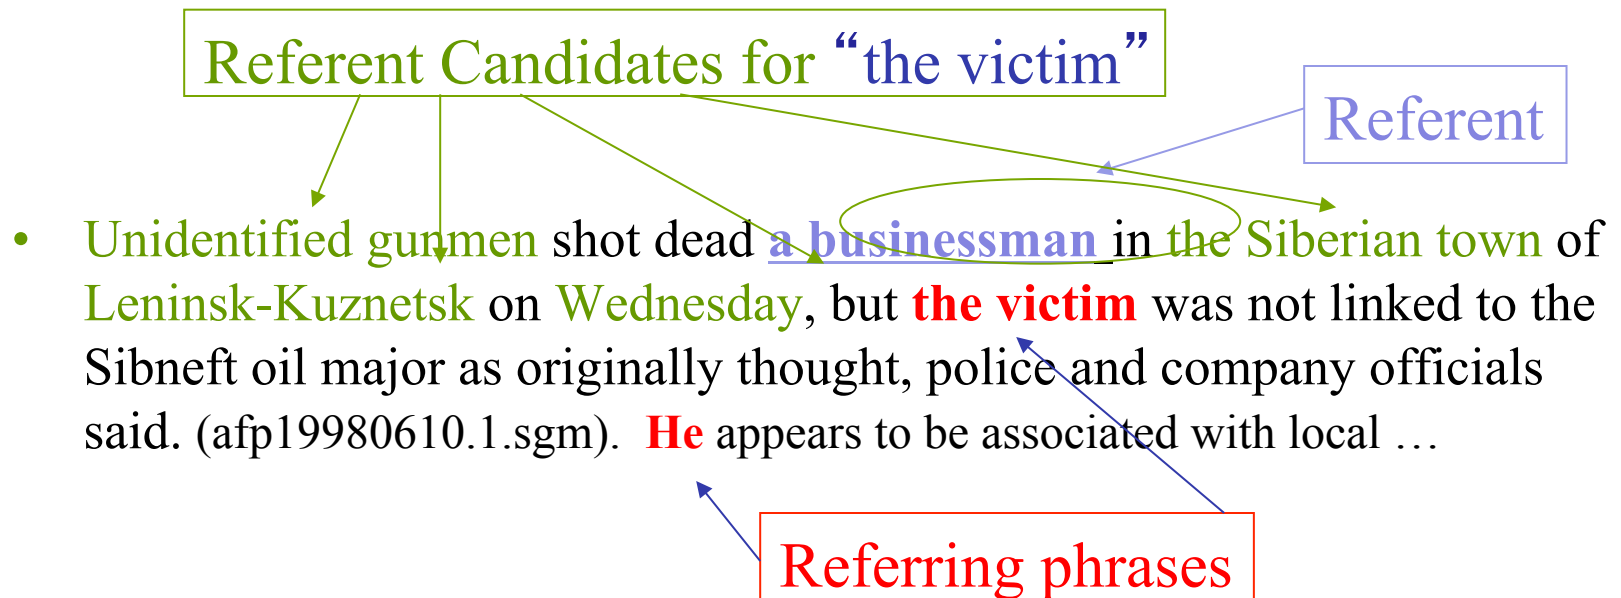 Referent Candidates for “the victim”
Referent
• Unidentified gunmen shot dead a businessman in the Siberian town of
Leninsk-Kuznetsk on Wednesday, but the victim was not linked to the
Sibneft oil major as originally thought, police and company officials
said. (afp19980610.1.sgm). He appears to be associated with local …
Referring phrases